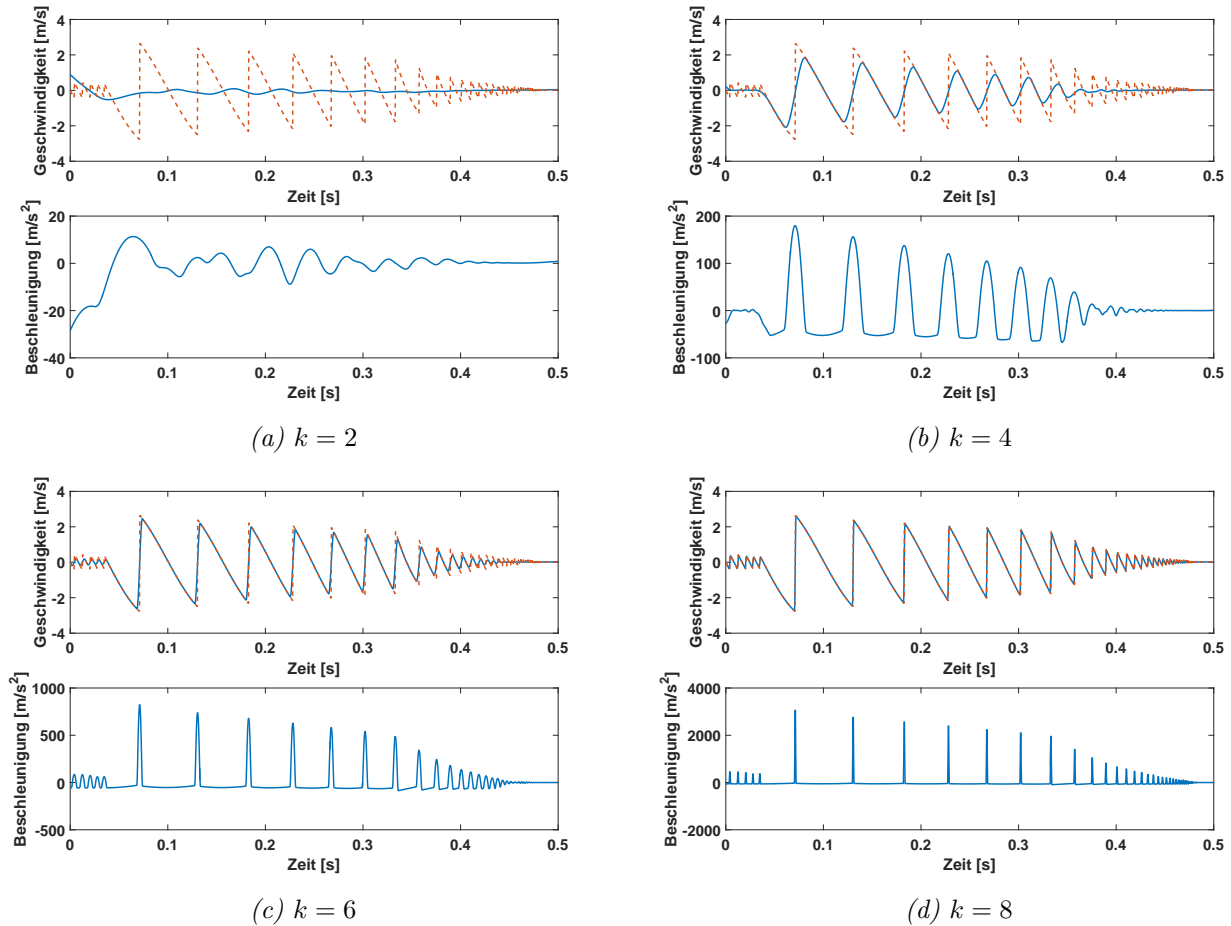 Geschwindigkeit [m/s]
4
2
0
-2
-4
0 0.1 0.2 0.3 0.4 0.5
Zeit [s]
Beschleunigung [m/s²]
20
0
-20
-40
0 0.1 0.2 0.3 0.4 0.5
Zeit [s]
(a) k = 2
Geschwindigkeit [m/s]
4
2
0
-2
-4
0 0.1 0.2 0.3 0.4 0.5
Zeit [s]
Beschleunigung [m/s²]
200
100
0
-100
0 0.1 0.2 0.3 0.4 0.5
Zeit [s]
(b) k = 4
Geschwindigkeit [m/s]
4
2
0
-2
-4
0 0.1 0.2 0.3 0.4 0.5
Zeit [s]
Beschleunigung [m/s²]
1000
500
0
-500
0 0.1 0.2 0.3 0.4 0.5
Zeit [s]
(c) k = 6
Geschwindigkeit [m/s]
4
2
0
-2
-4
0 0.1 0.2 0.3 0.4 0.5
Zeit [s]
Beschleunigung [m/s²]
4000
2000
0
-2000
0 0.1 0.2 0.3 0.4 0.5
Zeit [s]
(d) k = 8